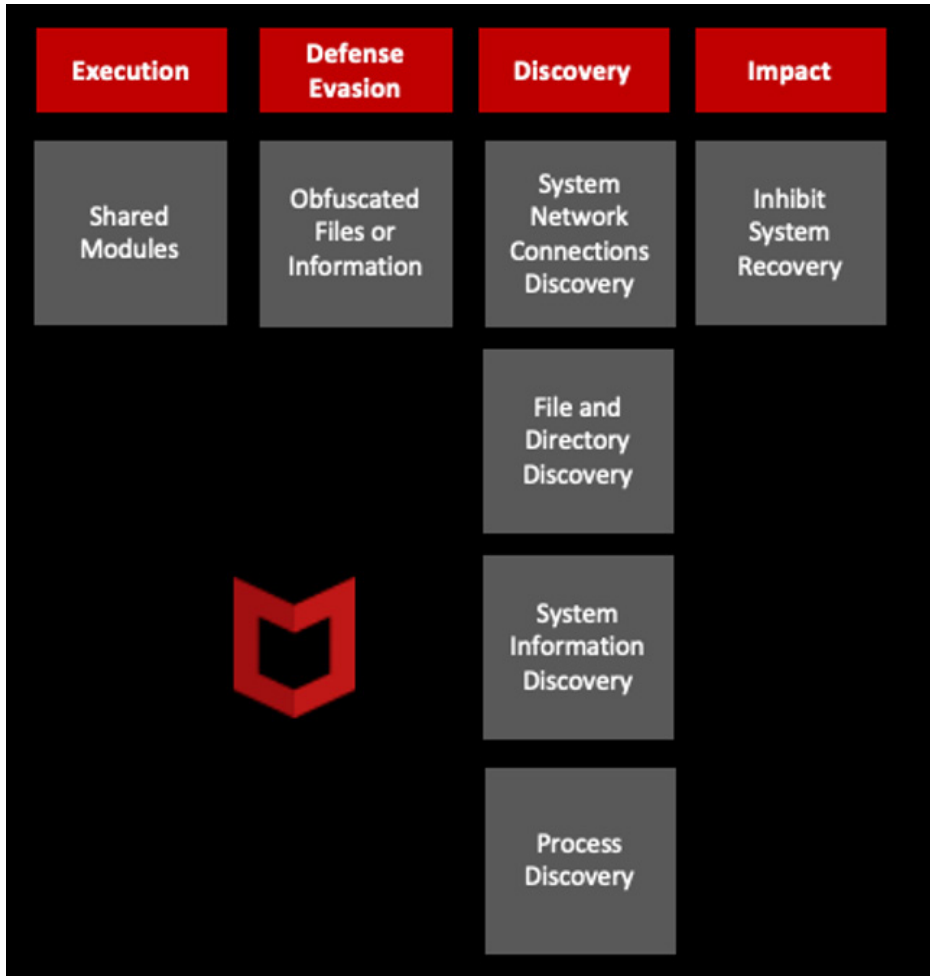 Execution
Defense
Evasion
Discovery
Impact
Shared
Modules
Obfuscated
Files or
Information
System
Network
Connections
Discovery
Inhibit
System
Recovery
File and
Directory
Discovery
System
Information
Discovery
Process
Discovery